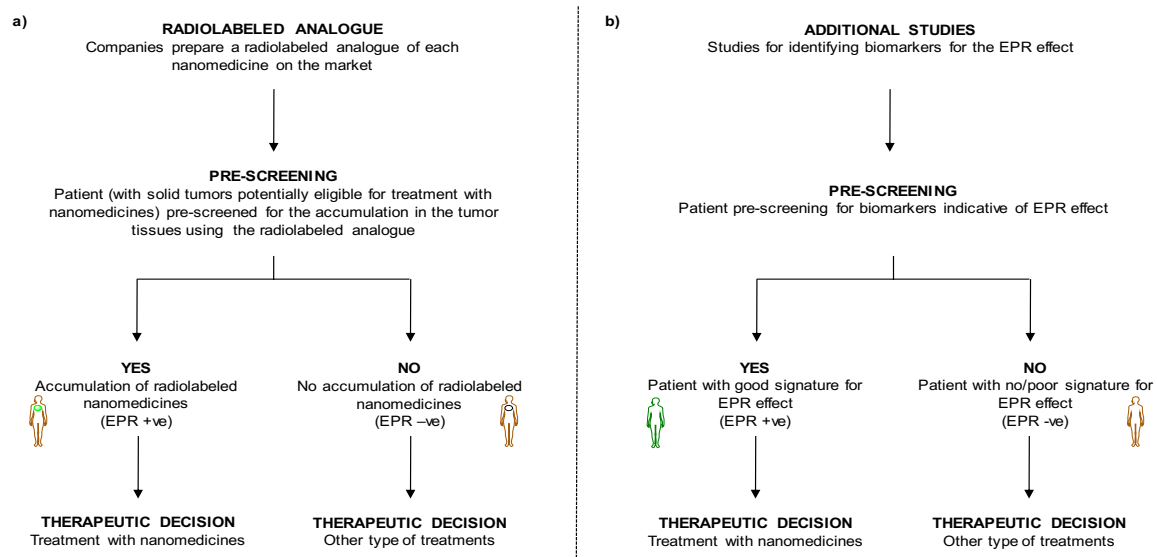 a)
RADIOLABELED ANALOGUE
Companies prepare a radiolabeled analogue of each
nanomedicine on the market
PRE-SCREENING
Patient (with solid tumors potentially eligible for treatment with
nanomedicines) pre-screened for the accumulation in the tumor
tissues using the radiolabeled analogue
YES
Accumulation of radiolabeled
nanomedicines
(EPR +ve)
NO
No accumulation of radiolabeled
nanomedicines
(EPR –ve)
THERAPEUTIC DECISION
Treatment with nanomedicines
THERAPEUTIC DECISION
Other type of treatments
b)
ADDITIONAL STUDIES
Studies for identifying biomarkers for the EPR effect
PRE-SCREENING
Patient pre-screening for biomarkers indicative of EPR effect
YES
Patient with good signature for
EPR effect
(EPR +ve)
NO
Patient with no/poor signature for
EPR effect
(EPR -ve)
THERAPEUTIC DECISION
Treatment with nanomedicines
THERAPEUTIC DECISION
Other type of treatments